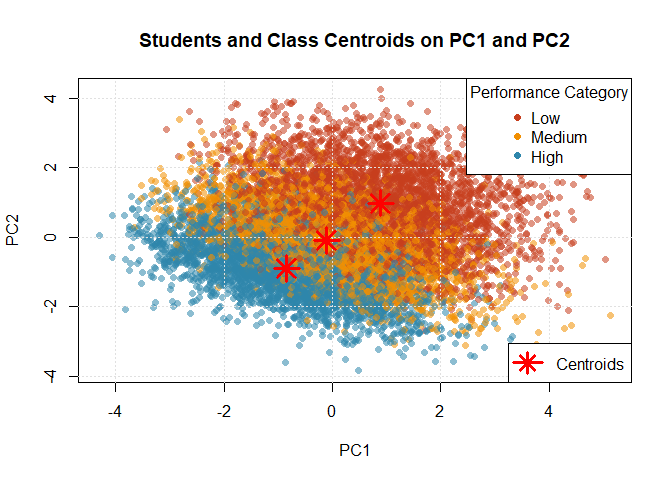 Students and Class Centroids on PC1 and PC2
Performance Category
Low
Medium
High
4
2
0
-2
-4
PC2
Centroids
-4
-2
0
2
4
PC1